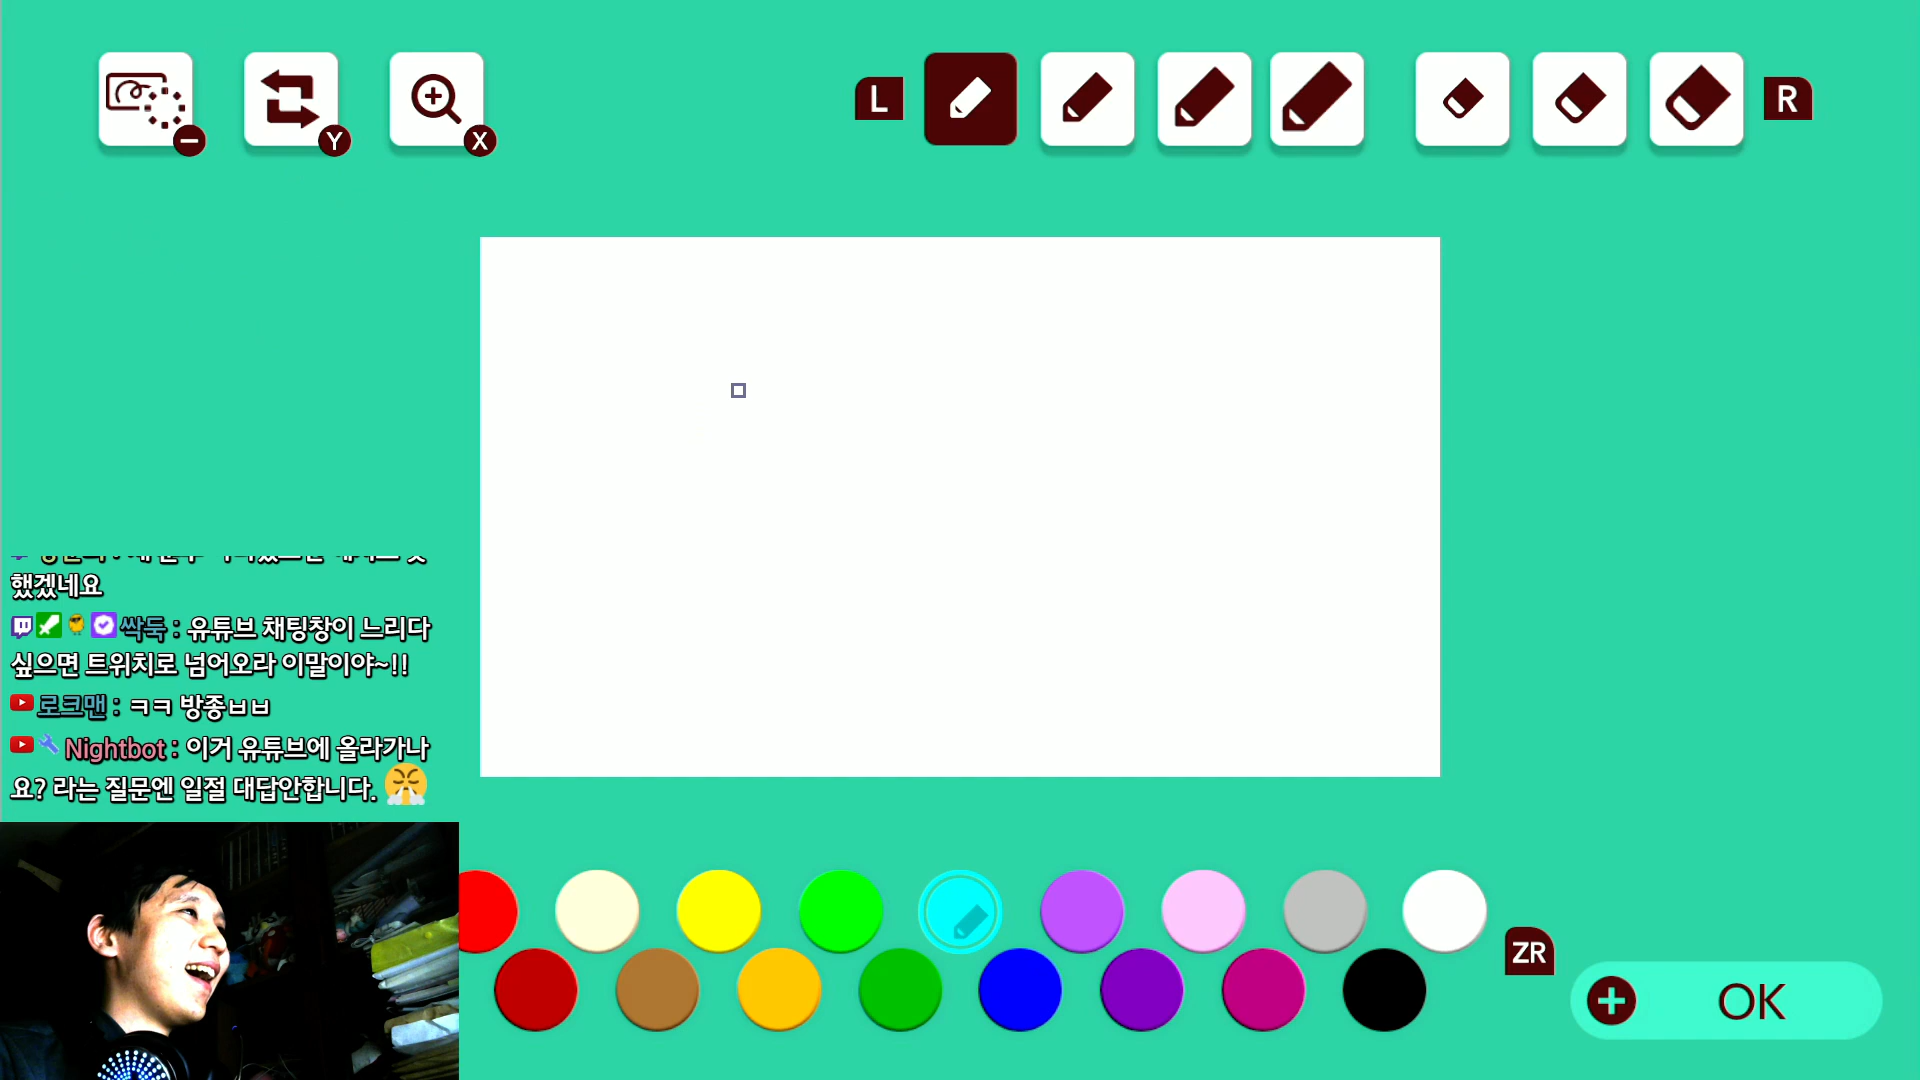 L
R
Y
X
했겠네요
싹둑 : 유튜브 채팅창이 느리다
싶으면 트위치로 넘어오라 이말이야~!!
로크맨 : ㅋㅋ 방종ㅂㅂ
Nightbot : 이거 유튜브에 올라가나
요? 라는 질문엔 일절 대답안합니다.
ZR
OK